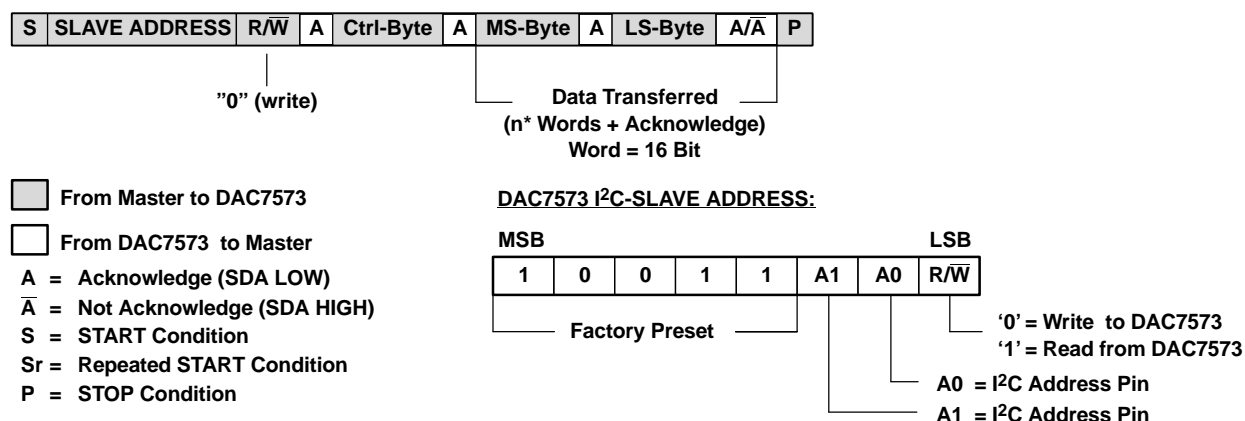 S SLAVE ADDRESS R/W̅ A Ctrl-Byte A MS-Byte A LS-Byte A/A̅ P
”0” (write)
Data Transferred
(n* Words + Acknowledge)
Word = 16 Bit
From Master to DAC7573
From DAC7573 to Master
A = Acknowledge (SDA LOW)
A̅ = Not Acknowledge (SDA HIGH)
S = START Condition
Sr = Repeated START Condition
P = STOP Condition
DAC7573 I²C-SLAVE ADDRESS:
MSB LSB
1 0 0 1 1 A1 A0 R/W̅
Factory Preset
‘0’ = Write to DAC7573
‘1’ = Read from DAC7573
A0 = I²C Address Pin
A1 = I²C Address Pin